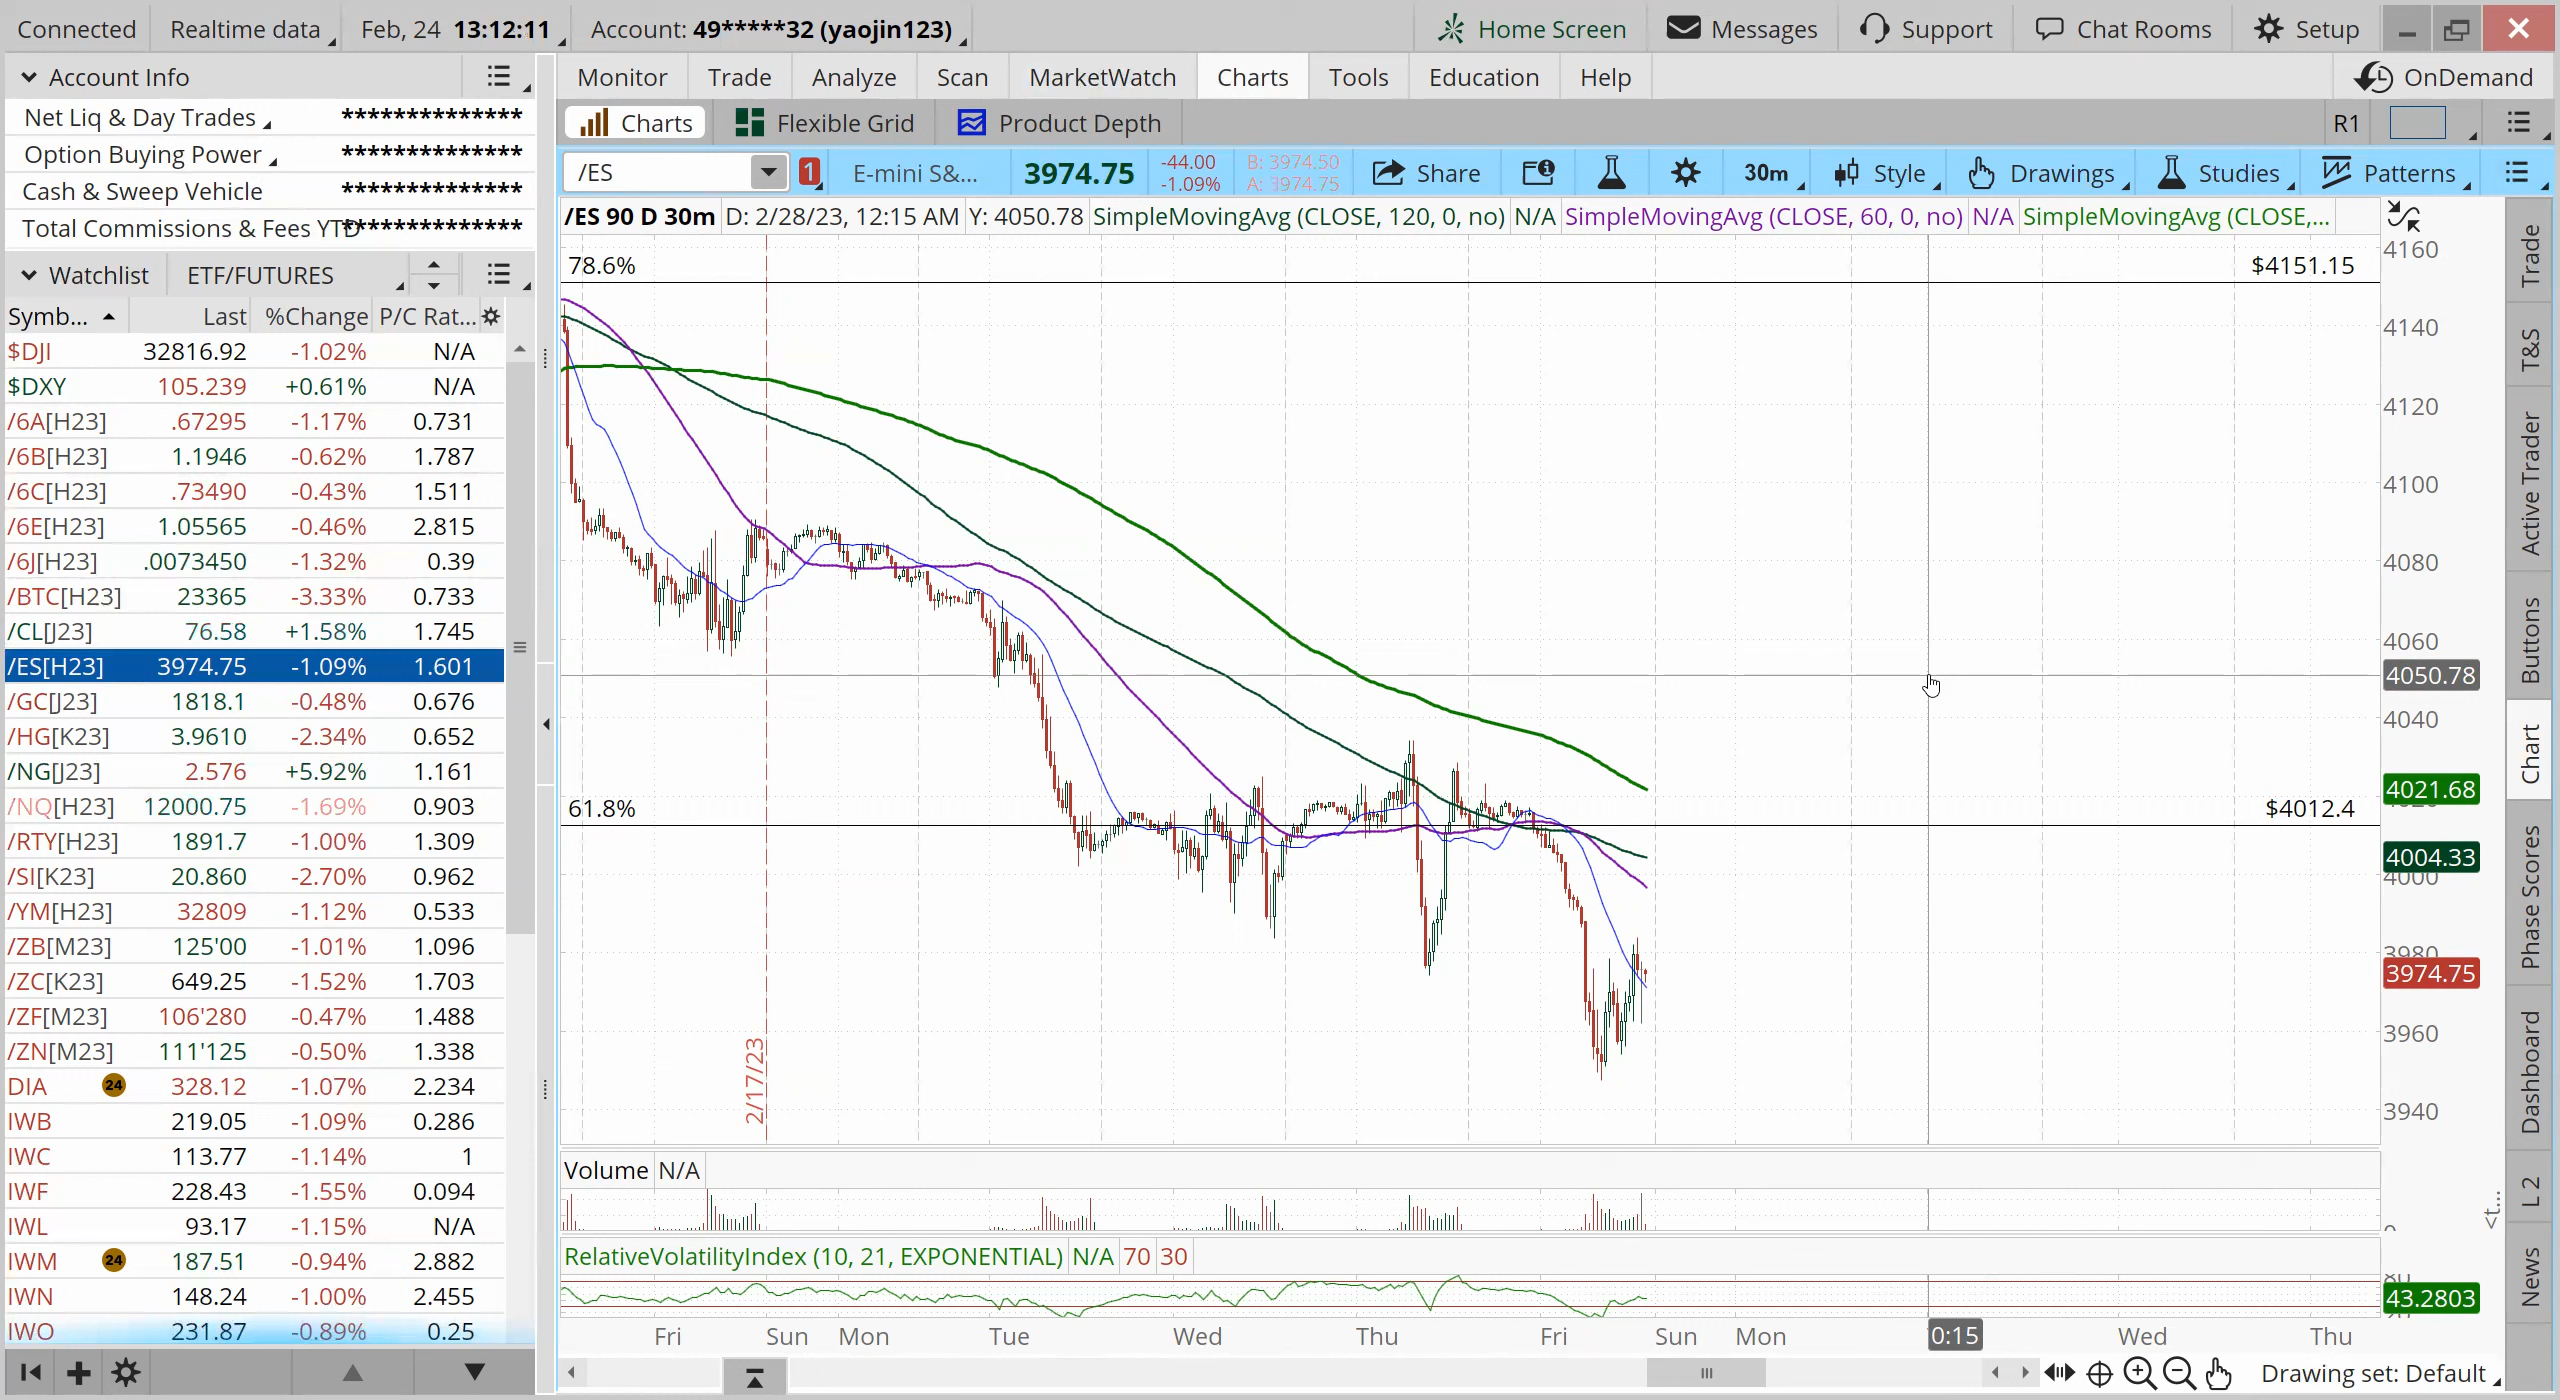 Connected Realtime data Feb, 24 13:12:11 Account: 49*****32 (yaojin123) Home Screen Messages Support Chat Rooms Setup
Account Info
Net Liq & Day Trades **************
Option Buying Power **************
Cash & Sweep Vehicle **************
Total Commissions & Fees YTD **************
Watchlist ETF/FUTURES
Symb... Last %Change P/C Rat...
$DJI 32816.92 -1.02% N/A
$DXY 105.239 +0.61% N/A
/6A[H23] .67295 -1.17% 0.731
/6B[H23] 1.1946 -0.62% 1.787
/6C[H23] .73490 -0.43% 1.511
/6E[H23] 1.05565 -0.46% 2.815
/6J[H23] .0073450 -1.32% 0.39
/BTC[H23] 23365 -3.33% 0.733
/CL[J23] 76.58 +1.58% 1.745
/ES[H23] 3974.75 -1.09% 1.601
/GC[J23] 1818.1 -0.48% 0.676
/HG[K23] 3.9610 -2.34% 0.652
/NG[J23] 2.576 +5.92% 1.161
/NQ[H23] 12000.75 -1.69% 0.903
/RTY[H23] 1891.7 -1.00% 1.309
/SI[K23] 20.860 -2.70% 0.962
/YM[H23] 32809 -1.12% 0.533
/ZB[M23] 125'00 -1.01% 1.096
/ZC[K23] 649.25 -1.52% 1.703
/ZF[M23] 106'280 -0.47% 1.488
/ZN[M23] 111'125 -0.50% 1.338
DIA 24 328.12 -1.07% 2.234
IWB 219.05 -1.09% 0.286
IWC 113.77 -1.14% 1
IWF 228.43 -1.55% 0.094
IWL 93.17 -1.15% N/A
IWM 24 187.51 -0.94% 2.882
IWN 148.24 -1.00% 2.455
IWO 231.87 -0.89% 0.25
Monitor Trade Analyze Scan MarketWatch Charts Tools Education Help OnDemand
Charts Flexible Grid Product Depth R1
/ES 1 E-mini S&... 3974.75 -44.00 B: 3974.50 Share 30m Style Drawings Studies Patterns
-1.09% A: 3974.75
/ES 90 D 30m D: 2/28/23, 12:15 AM Y: 4050.78 SimpleMovingAvg (CLOSE, 120, 0, no) N/A SimpleMovingAvg (CLOSE, 60, 0, no) N/A SimpleMovingAvg (CLOSE,...
4160
78.6% $4151.15
4140
4120
4100
4080
4060
4050.78
4040
4021.68
61.8% $4012.4
4004.33
4000
3980
3974.75
3960
3940
2/17/23
Volume N/A
RelativeVolatilityIndex (10, 21, EXPONENTIAL) N/A 70 30
43.2803
Fri Sun Mon Tue Wed Thu Fri Sun Mon 0:15 Wed Thu
Drawing set: Default
Trade
T&S
Active Trader
Buttons
Chart
Phase Scores
Dashboard
L 2
News
<t...